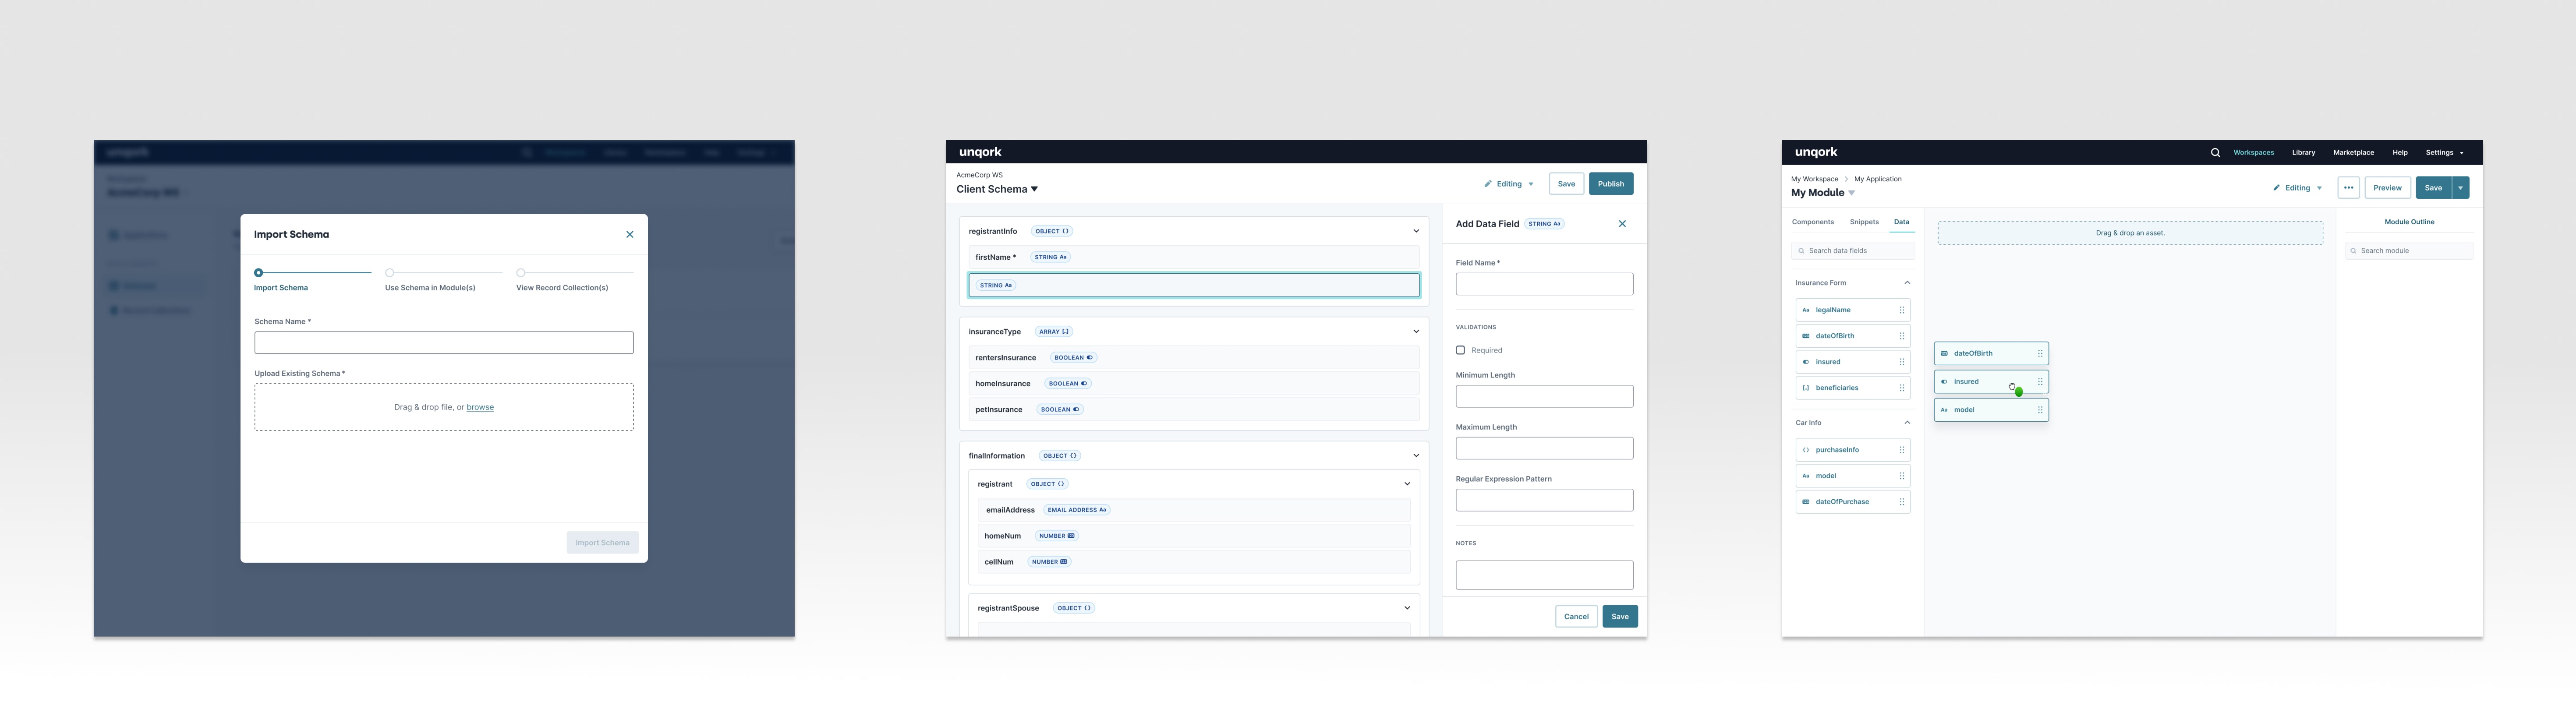 unqork
AcmeCorp WS
Import Schema
Import Schema
Use Schema in Module(s)
View Record Collection(s)
Schema Name *
Upload Existing Schema *
Drag & drop file, or browse
Import Schema
unqork
AcmeCorp WS
Client Schema
Editing
Save
Publish
registrantInfo
OBJECT {}
firstName *
STRING Aa
STRING Aa
insuranceType
ARRAY [..]
rentersInsurance
BOOLEAN
homeInsurance
BOOLEAN
petInsurance
BOOLEAN
finalInformation
OBJECT {}
registrant
OBJECT {}
emailAddress
EMAIL ADDRESS Aa
homeNum
NUMBER
cellNum
NUMBER
registrantSpouse
OBJECT {}
Add Data Field
STRING Aa
Field Name *
VALIDATIONS
Required
Minimum Length
Maximum Length
Regular Expression Pattern
NOTES
Cancel
Save
unqork
Workspaces
Library
Marketplace
Help
Settings
My Workspace > My Application
My Module
Editing
Preview
Save
Components
Snippets
Data
Search data fields
Insurance Form
Aa legalName
dateOfBirth
insured
[..] beneficiaries
Car Info
{} purchaseInfo
Aa model
dateOfPurchase
Drag & drop an asset.
dateOfBirth
insured
Aa model
Module Outline
Search module